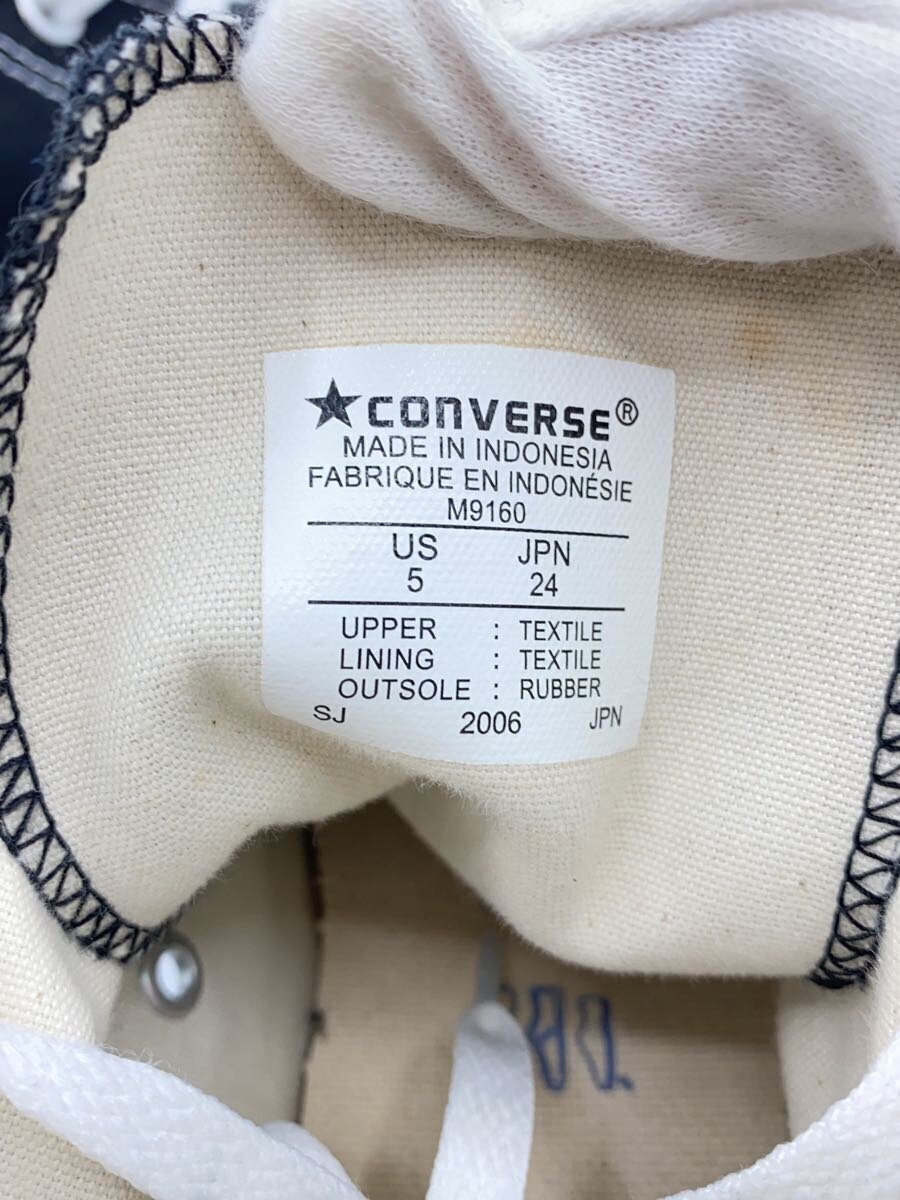 ★CONVERSE®
MADE IN INDONESIA
FABRIQUE EN INDONÉSIE
M9160
US JPN
5 24
UPPER : TEXTILE
LINING : TEXTILE
OUTSOLE : RUBBER
SJ 2006 JPN